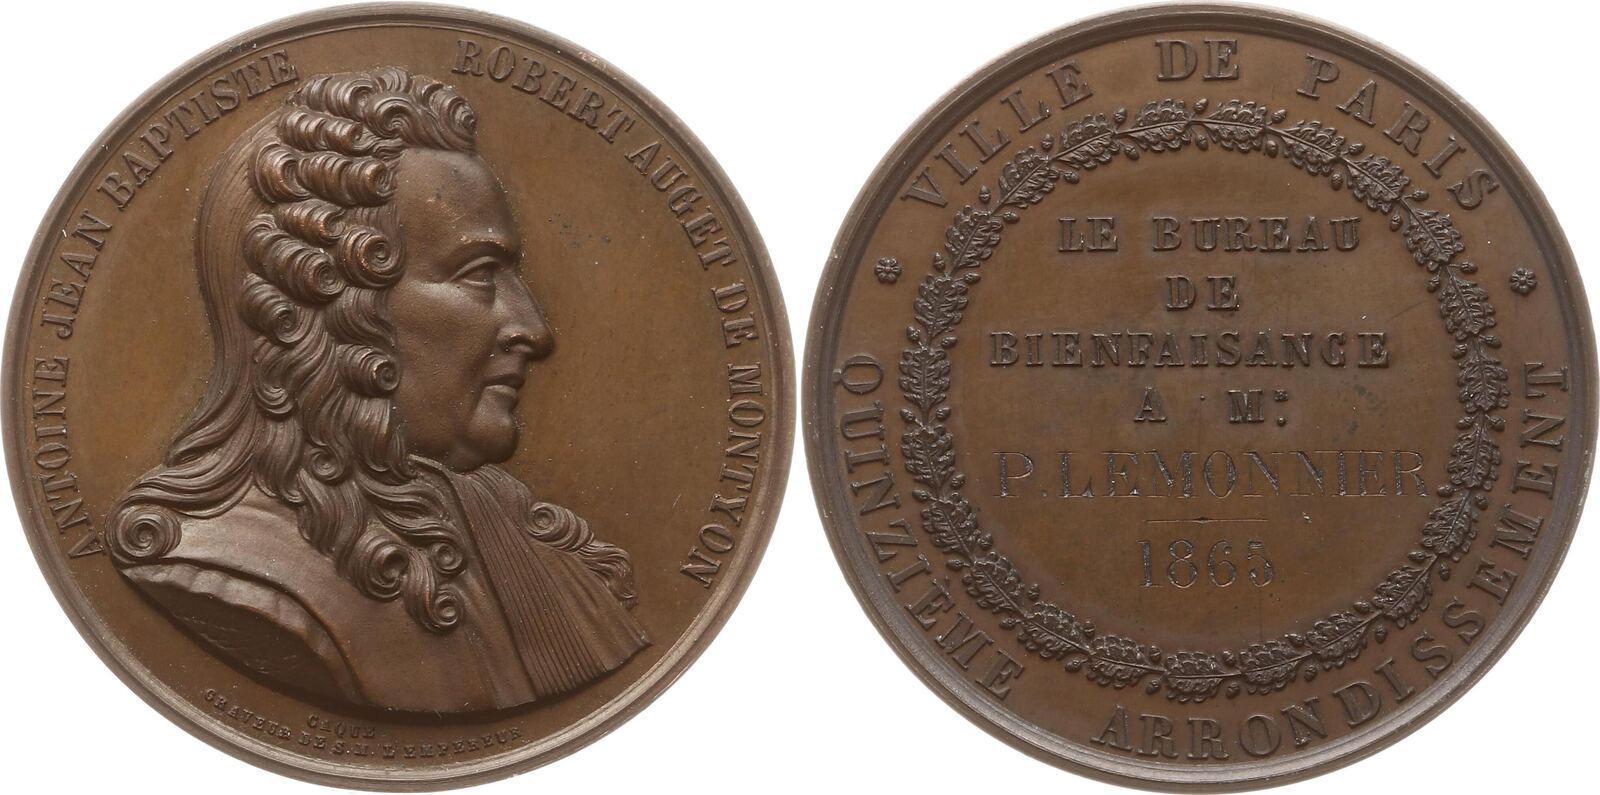 ANTOINE JEAN BAPTISTE ROBERT AUGET DE MONTYON
CAQUÉ
GRAVEUR DE S.M. L'EMPEREUR
VILLE DE PARIS
QUINZIÈME ARRONDISSEMENT
LE BUREAU
DE
BIENFAISANCE
A MR.
P. LEMONNIER
1865